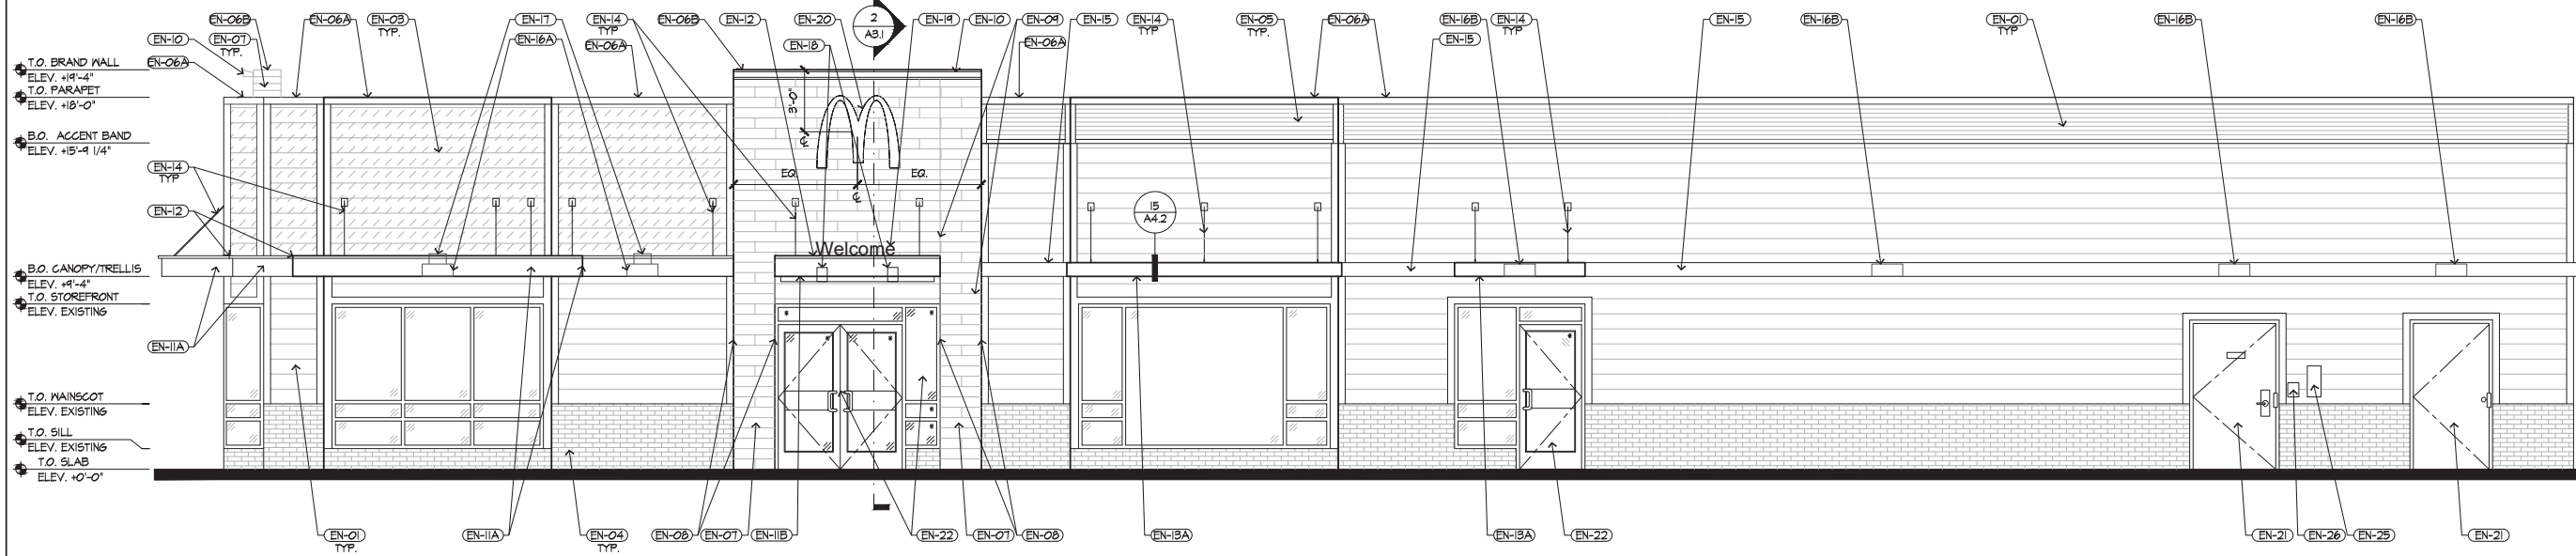 EN-06B
EN-06A
EN-03
TYP.
EN-17
EN-14
TYP
EN-06B
EN-12
EN-20
2
A3.1
EN-19
EN-10
EN-09
EN-15
EN-14
TYP
EN-05
TYP.
EN-06A
EN-16B
EN-14
TYP
EN-15
EN-16B
EN-01
TYP
EN-16B
EN-16B
EN-10
EN-07
TYP.
EN-16A
EN-06A
EN-18
EN-06A
EN-15
EN-06A
T.O. BRAND WALL
ELEV. +19'-4"
T.O. PARAPET
ELEV. +18'-0"
3'-0"
B.O. ACCENT BAND
ELEV. +15'-9 1/4"
EN-14
TYP
EQ.
EQ.
EN-12
15
A4.2
Welcome
B.O. CANOPY/TRELLIS
ELEV. +9'-4"
T.O. STOREFRONT
ELEV. EXISTING
EN-11A
T.O. WAINSCOT
ELEV. EXISTING
T.O. SILL
ELEV. EXISTING
T.O. SLAB
ELEV. +0'-0"
EN-01
TYP.
EN-11A
EN-04
TYP.
EN-08
EN-07
EN-11B
EN-22
EN-07
EN-08
EN-13A
EN-13A
EN-22
EN-21
EN-26
EN-25
EN-21